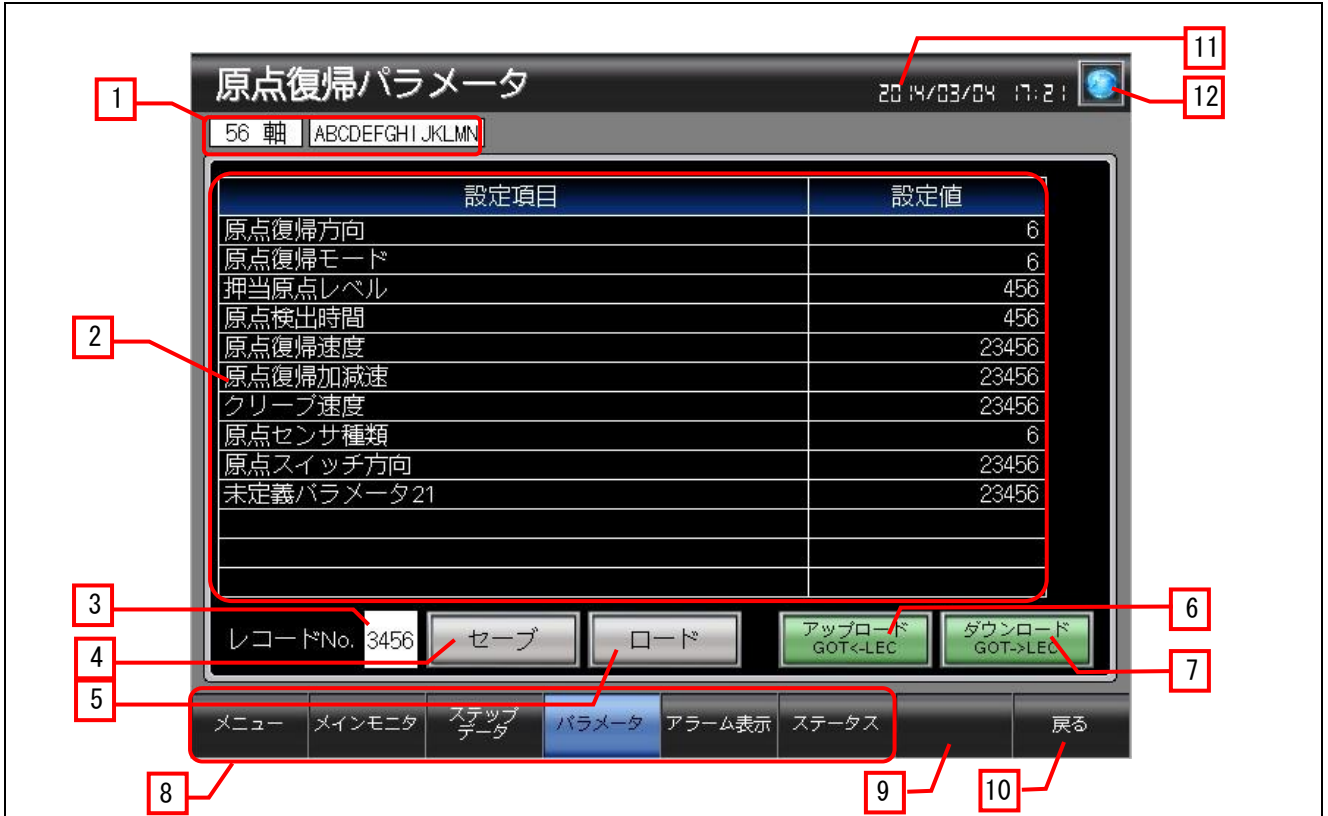 11
原点復帰パラメータ
2014/03/04 17:21
12
1
56 軸 ABCDEFGHIJKLMN
設定項目 設定値
原点復帰方向 6
原点復帰モード 6
押当原点レベル 456
原点検出時間 456
2
原点復帰速度 23456
原点復帰加減速 23456
クリープ速度 23456
原点センサ種類 6
原点スイッチ方向 23456
未定義パラメータ21 23456
3
6
レコードNo. 3456 セーブ ロード
アップロード
GOT<-LEC
ダウンロード
GOT->LEC
4
7
5
メニュー メインモニタ ステップ
データ
パラメータ アラーム表示 ステータス 戻る
8
9
10